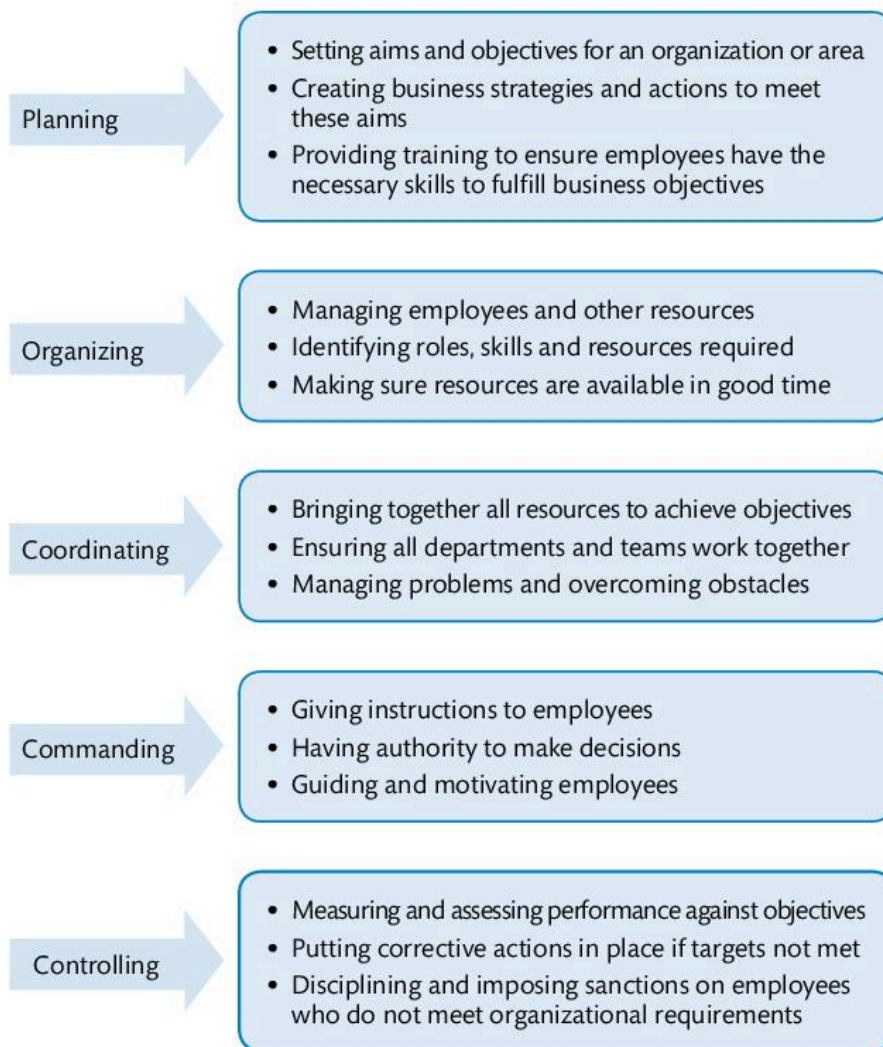 Planning
• Setting aims and objectives for an organization or area
• Creating business strategies and actions to meet
these aims
• Providing training to ensure employees have the
necessary skills to fulfill business objectives
Organizing
• Managing employees and other resources
• Identifying roles, skills and resources required
• Making sure resources are available in good time
Coordinating
• Bringing together all resources to achieve objectives
• Ensuring all departments and teams work together
• Managing problems and overcoming obstacles
Commanding
• Giving instructions to employees
• Having authority to make decisions
• Guiding and motivating employees
Controlling
• Measuring and assessing performance against objectives
• Putting corrective actions in place if targets not met
• Disciplining and imposing sanctions on employees
who do not meet organizational requirements